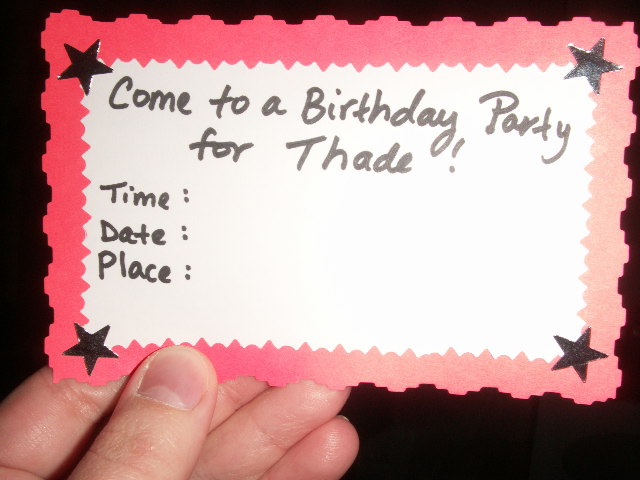 Come to a Birthday Party
for Thade!
Time:
Date:
Place: